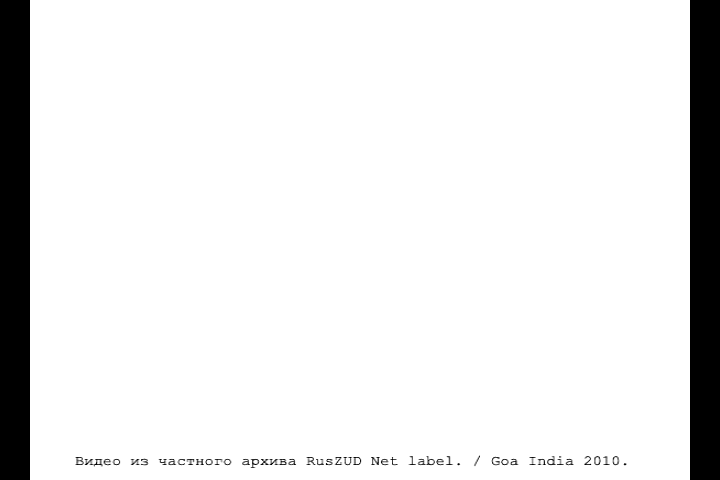 Видео из частного архива RusZUD Net label. / Goa India 2010.